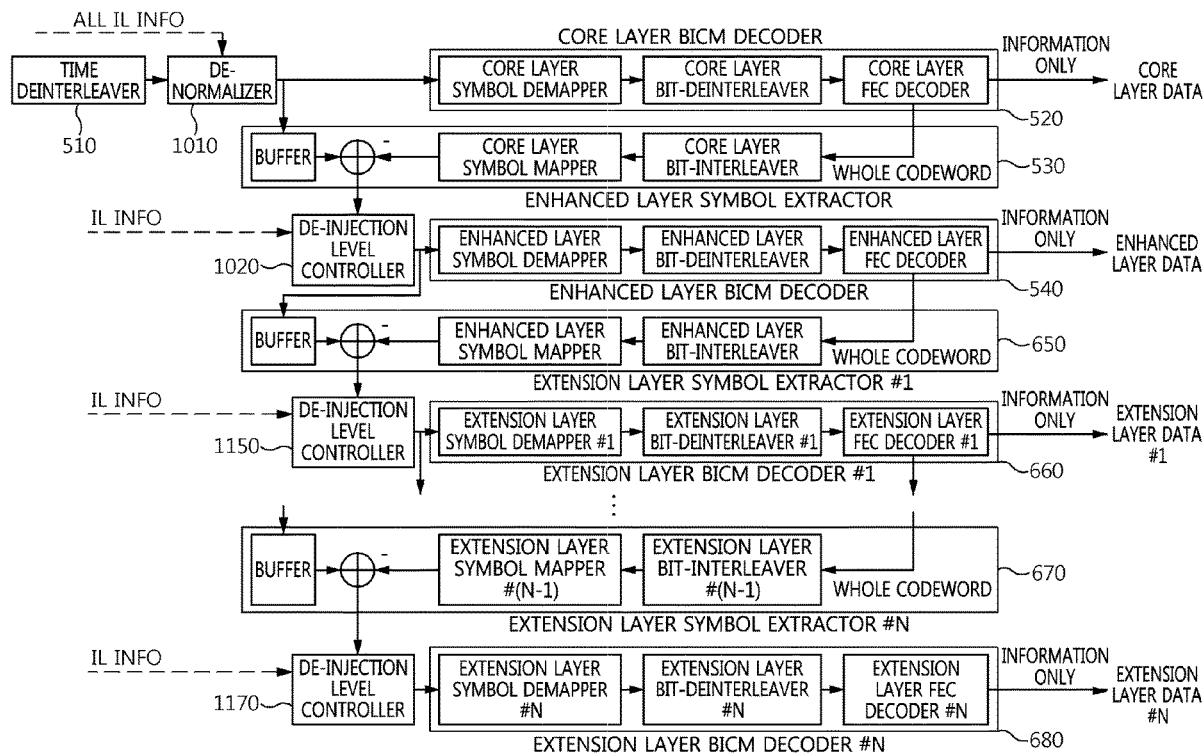 ALL IL INFO
CORE LAYER BICM DECODER
INFORMATION
ONLY
TIME
DEINTERLEAVER
DE-
NORMALIZER
CORE LAYER
SYMBOL DEMAPPER
CORE LAYER
BIT-DEINTERLEAVER
CORE LAYER
FEC DECODER
CORE
LAYER DATA
510
1010
520
BUFFER
-
CORE LAYER
SYMBOL MAPPER
CORE LAYER
BIT-INTERLEAVER
WHOLE CODEWORD
530
ENHANCED LAYER SYMBOL EXTRACTOR
IL INFO
DE-INJECTION
LEVEL
CONTROLLER
1020
ENHANCED LAYER
SYMBOL DEMAPPER
ENHANCED LAYER
BIT-DEINTERLEAVER
ENHANCED LAYER
FEC DECODER
INFORMATION
ONLY
ENHANCED
LAYER DATA
540
ENHANCED LAYER BICM DECODER
BUFFER
-
ENHANCED LAYER
SYMBOL MAPPER
ENHANCED LAYER
BIT-INTERLEAVER
WHOLE CODEWORD
650
EXTENSION LAYER SYMBOL EXTRACTOR #1
IL INFO
DE-INJECTION
LEVEL
CONTROLLER
1150
EXTENSION LAYER
SYMBOL DEMAPPER #1
EXTENSION LAYER
BIT-DEINTERLEAVER #1
EXTENSION LAYER
FEC DECODER #1
INFORMATION
ONLY
EXTENSION
LAYER DATA
#1
660
EXTENSION LAYER BICM DECODER #1
BUFFER
-
EXTENSION LAYER
SYMBOL MAPPER
#(N-1)
EXTENSION LAYER
BIT-INTERLEAVER
#(N-1)
WHOLE CODEWORD
670
EXTENSION LAYER SYMBOL EXTRACTOR #N
IL INFO
DE-INJECTION
LEVEL
CONTROLLER
1170
EXTENSION LAYER
SYMBOL DEMAPPER
#N
EXTENSION LAYER
BIT-DEINTERLEAVER
#N
EXTENSION
LAYER FEC
DECODER #N
INFORMATION
ONLY
EXTENSION
LAYER DATA
#N
680
EXTENSION LAYER BICM DECODER #N